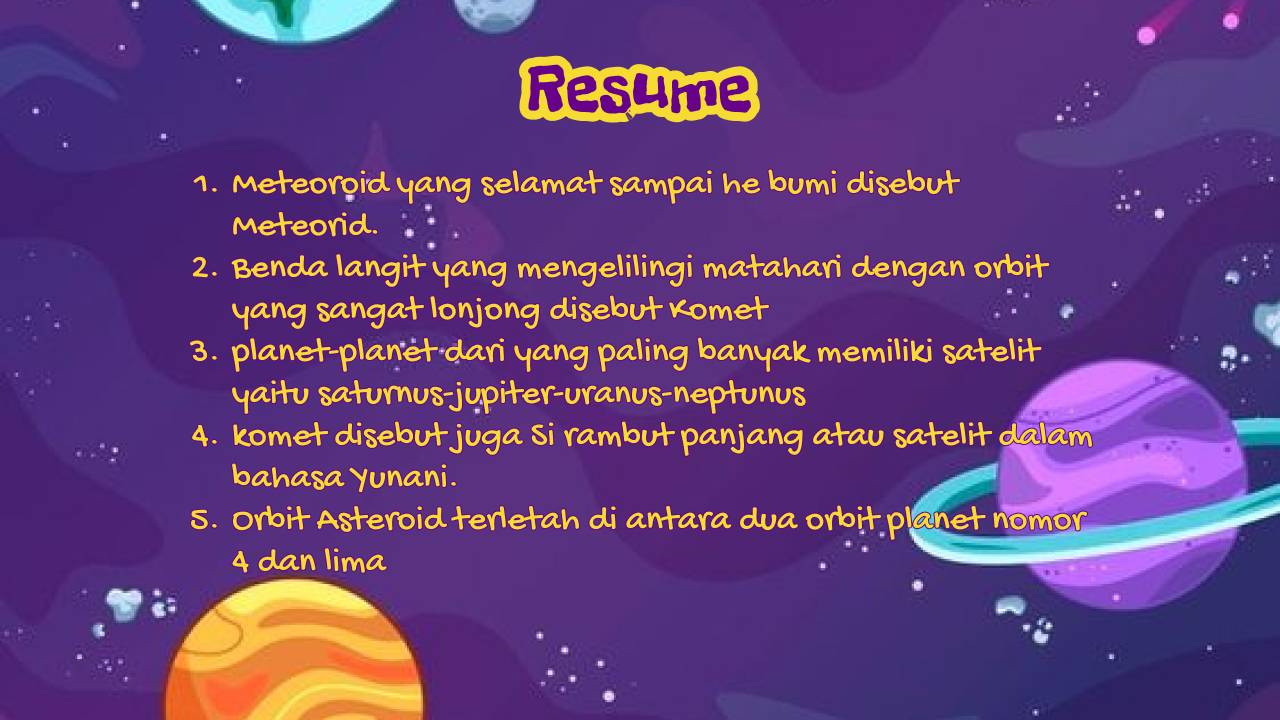 Resume
1. Meteoroid yang selamat sampai he bumi disebut
Meteorid.
2. Benda langit yang mengelilingi matahari dengan orbit
yang sangat lonjong disebut Komet
3. planet-planet dari yang paling banyak memiliki satelit
yaitu saturnus-jupiter-uranus-neptunus
4. komet disebut juga Si rambut panjang atau satelit dalam
bahasa Yunani.
5. Orbit Asteroid terletah di antara dua orbit planet nomor
4 dan lima